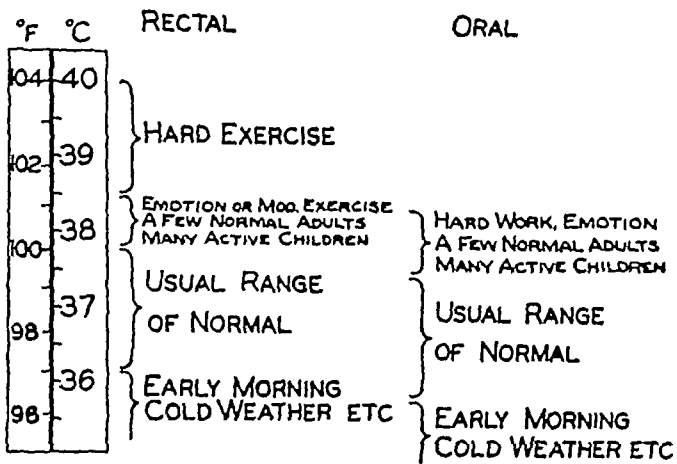 °F °C RECTAL ORAL
104 40
HARD EXERCISE
39
102
EMOTION OR MOD. EXERCISE
A FEW NORMAL ADULTS
MANY ACTIVE CHILDREN
38
HARD WORK, EMOTION
A FEW NORMAL ADULTS
MANY ACTIVE CHILDREN
100
USUAL RANGE
OF NORMAL
37
98
USUAL RANGE
OF NORMAL
36
EARLY MORNING
COLD WEATHER ETC
96
EARLY MORNING
COLD WEATHER ETC